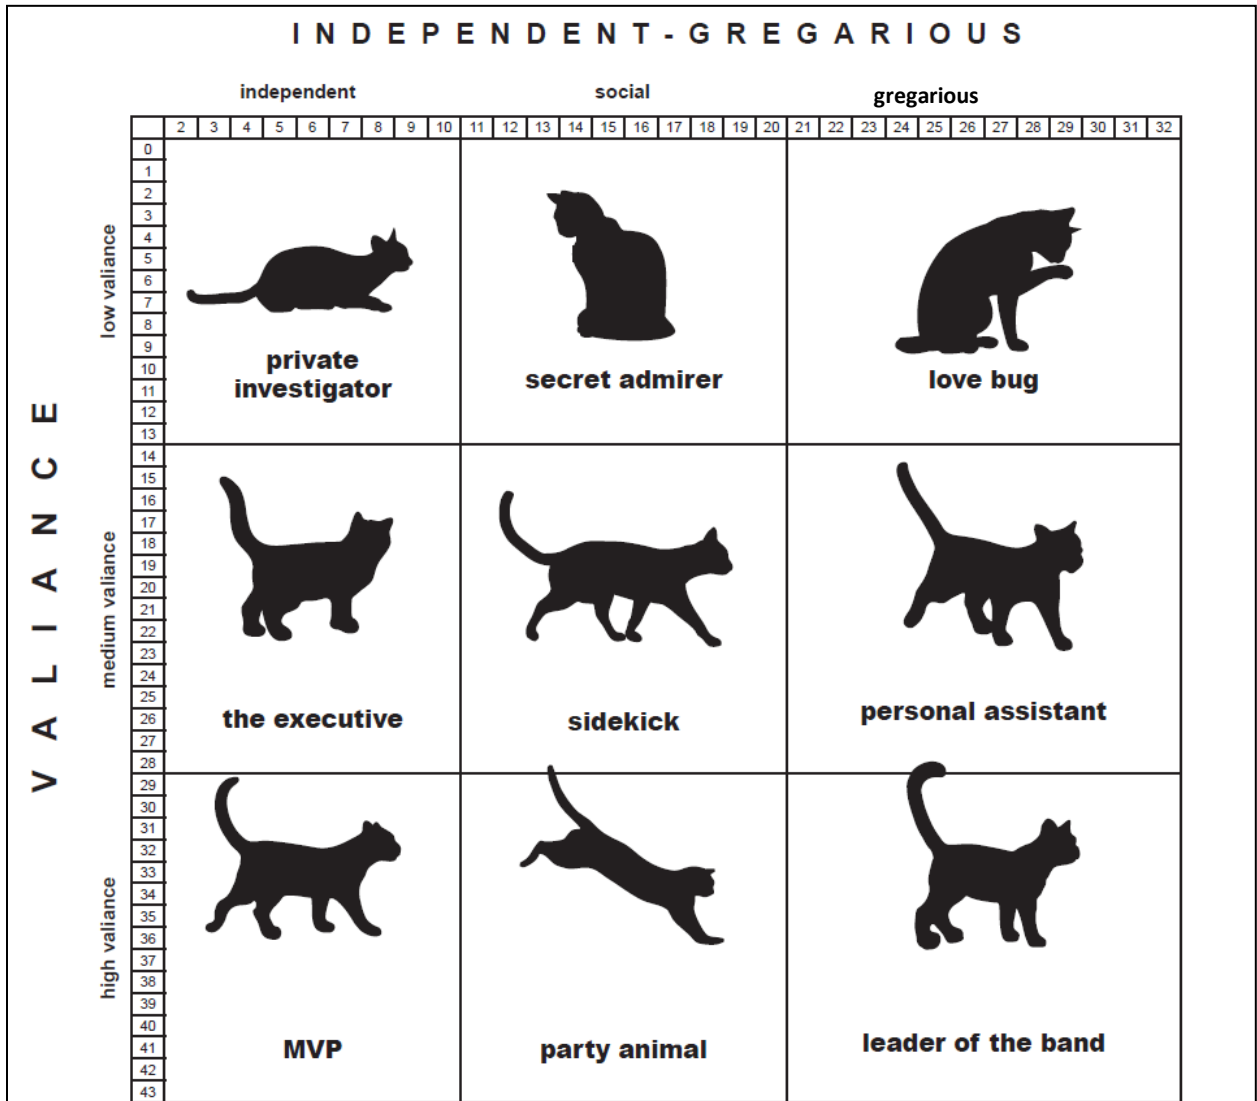 INDEPENDENT-GREGARIOUS
independent social gregarious
2 3 4 5 6 7 8 9 10 11 12 13 14 15 16 17 18 19 20 21 22 23 24 25 26 27 28 29 30 31 32
VALIANCE
low valiance
0
1
2
3
4
5
6
7
8
9
10
11
12
13
private
investigator
secret admirer
love bug
medium valiance
14
15
16
17
18
19
20
21
22
23
24
25
26
27
28
the executive
sidekick
personal assistant
high valiance
29
30
31
32
33
34
35
36
37
38
39
40
41
42
43
MVP
party animal
leader of the band